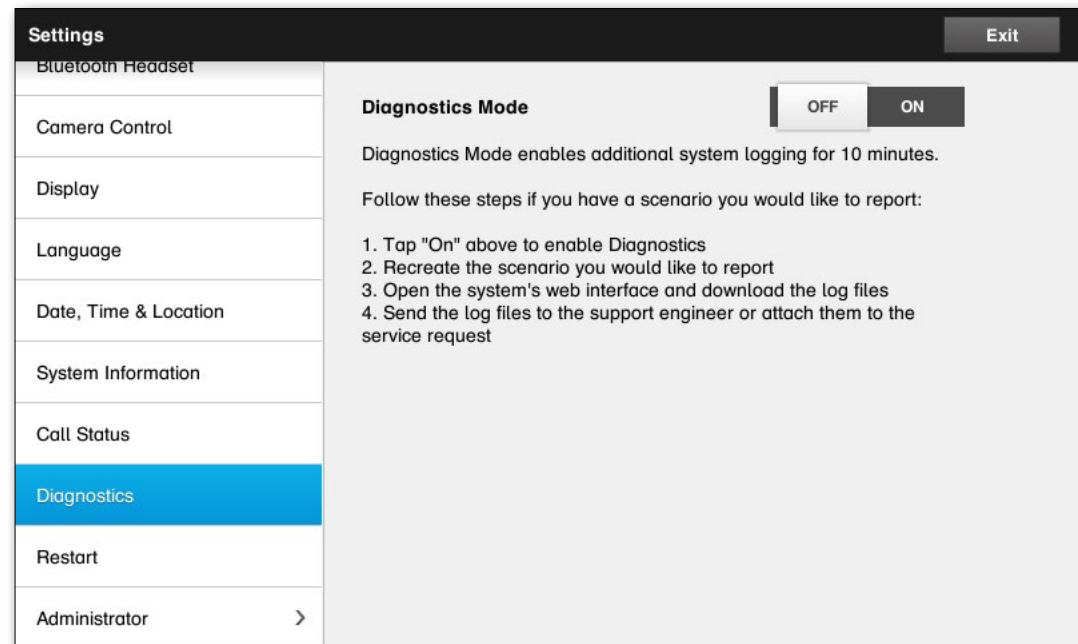 Settings
Exit
Bluetooth Headset
Camera Control
Display
Language
Date, Time & Location
System Information
Call Status
Diagnostics
Restart
Administrator
Diagnostics Mode
OFF
ON
Diagnostics Mode enables additional system logging for 10 minutes.
Follow these steps if you have a scenario you would like to report:
1. Tap "On" above to enable Diagnostics
2. Recreate the scenario you would like to report
3. Open the system's web interface and download the log files
4. Send the log files to the support engineer or attach them to the
service request